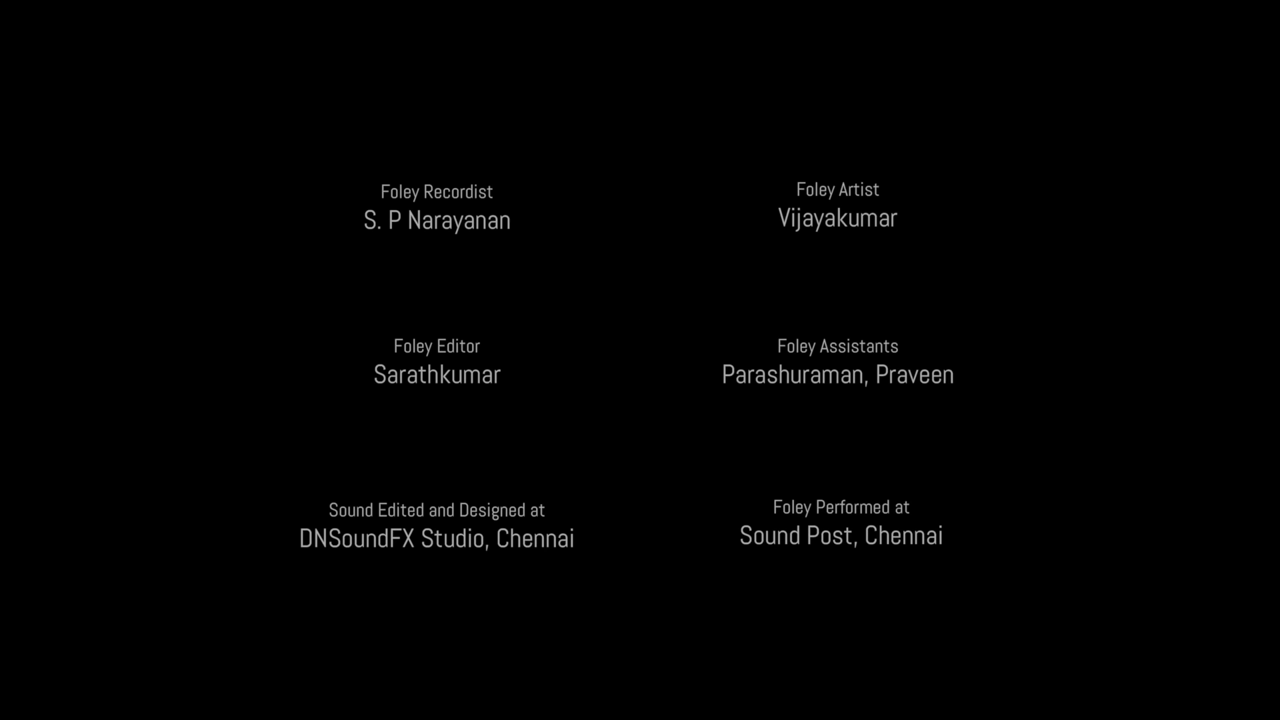 Foley Recordist
S. P Narayanan
Foley Artist
Vijayakumar
Foley Editor
Sarathkumar
Foley Assistants
Parashuraman, Praveen
Sound Edited and Designed at
DNSoundFX Studio, Chennai
Foley Performed at
Sound Post, Chennai